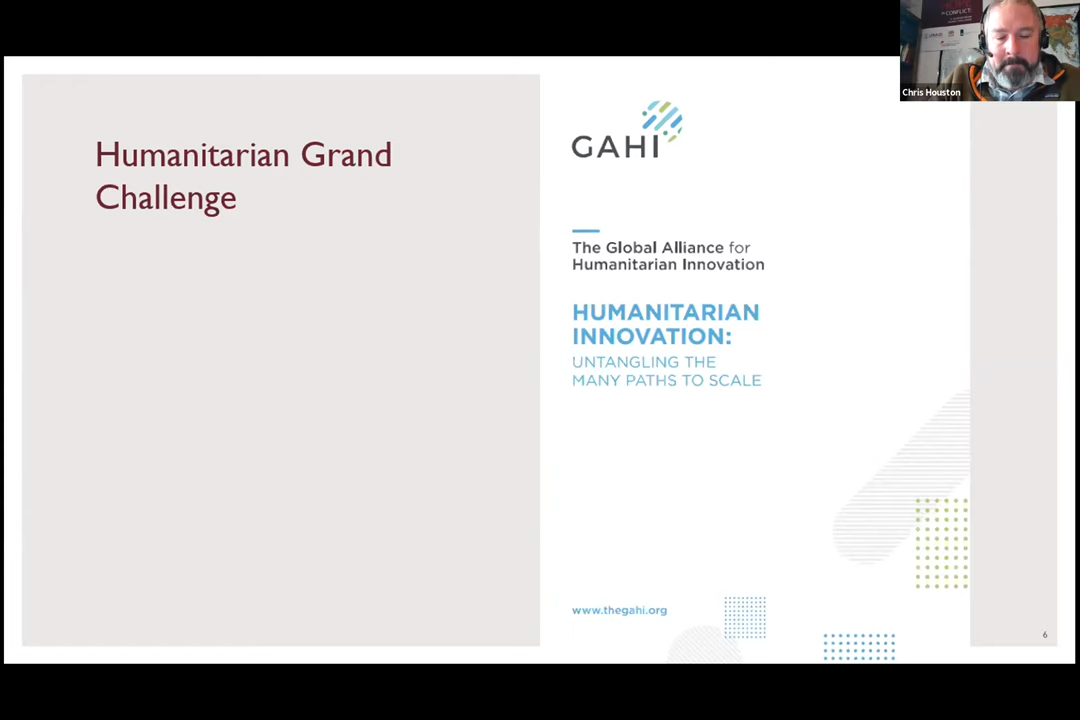 Humanitarian Grand
Challenge
GAHI
The Global Alliance for
Humanitarian Innovation
HUMANITARIAN
INNOVATION:
UNTANGLING THE
MANY PATHS TO SCALE
www.thegahi.org
6
CONFLICT:
Chris Houston